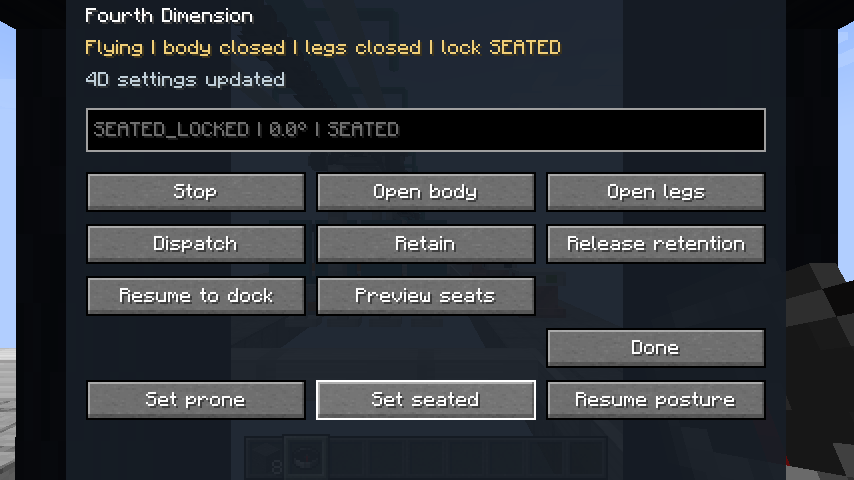 Fourth Dimension
Flying | body closed | legs closed | lock SEATED
4D settings updated
SEATED_LOCKED | 0.0° | SEATED
Stop
Open body
Open legs
Dispatch
Retain
Release retention
Resume to dock
Preview seats
Done
Set prone
Set seated
Resume posture
8